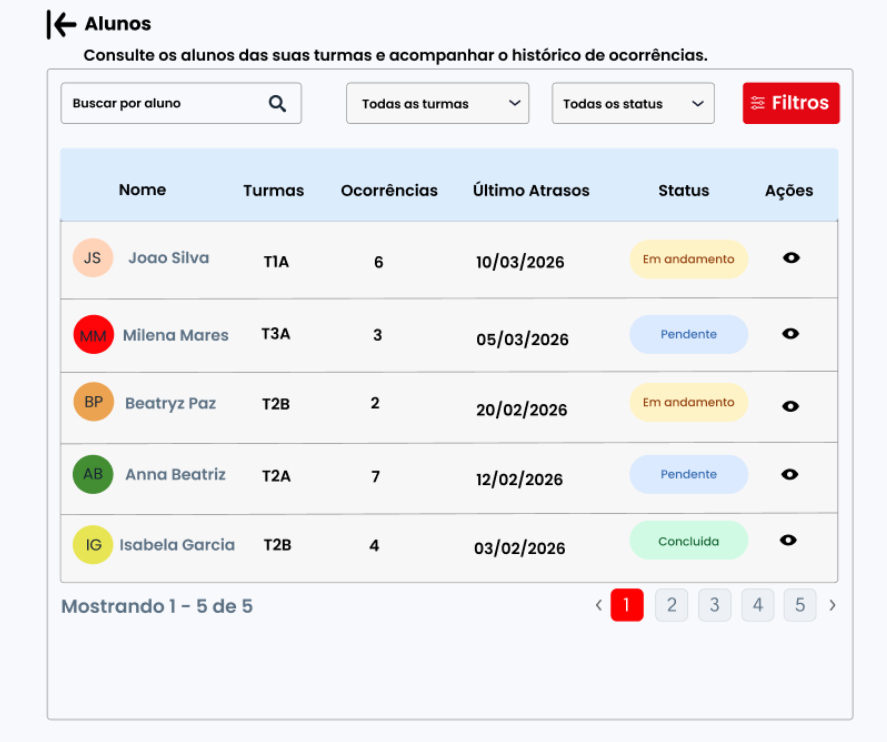 Alunos
Consulte os alunos das suas turmas e acompanhar o histórico de ocorrências.
Buscar por aluno Todas as turmas Todas os status Filtros
Nome Turmas Ocorrências Último Atrasos Status Ações
JS Joao Silva T1A 6 10/03/2026 Em andamento
MM Milena Mares T3A 3 05/03/2026 Pendente
BP Beatryz Paz T2B 2 20/02/2026 Em andamento
AB Anna Beatriz T2A 7 12/02/2026 Pendente
IG Isabela Garcia T2B 4 03/02/2026 Concluida
Mostrando 1 - 5 de 5 < 1 2 3 4 5 >